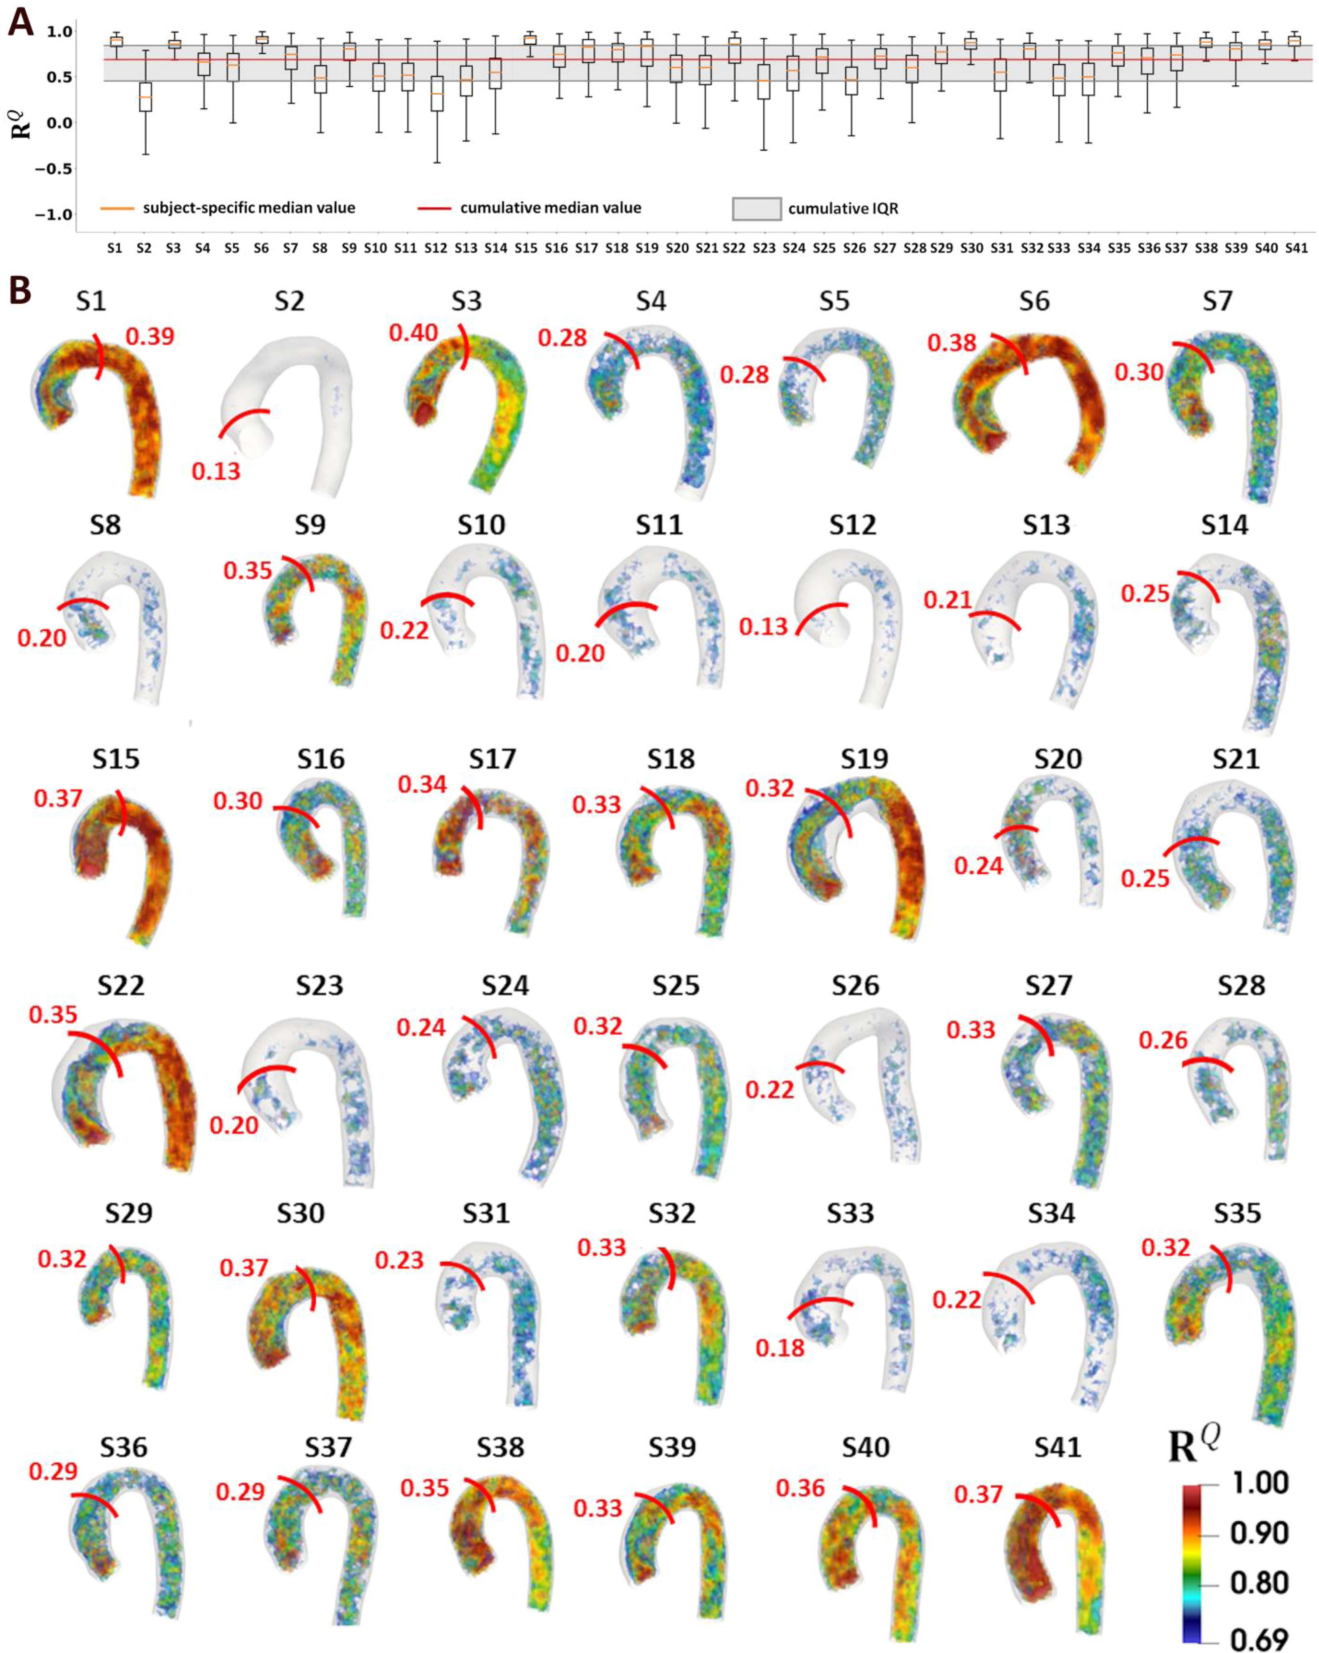 A
1.0
0.5
0.0
−0.5
−1.0
R^Q
subject-specific median value
cumulative median value
cumulative IQR
S1 S2 S3 S4 S5 S6 S7 S8 S9 S10 S11 S12 S13 S14 S15 S16 S17 S18 S19 S20 S21 S22 S23 S24 S25 S26 S27 S28 S29 S30 S31 S32 S33 S34 S35 S36 S37 S38 S39 S40 S41
B
S1 S2 S3 S4 S5 S6 S7
0.39 0.13 0.40 0.28 0.28 0.38 0.30
S8 S9 S10 S11 S12 S13 S14
0.20 0.35 0.22 0.20 0.13 0.21 0.25
S15 S16 S17 S18 S19 S20 S21
0.37 0.30 0.34 0.33 0.32 0.24 0.25
S22 S23 S24 S25 S26 S27 S28
0.35 0.20 0.24 0.32 0.22 0.33 0.26
S29 S30 S31 S32 S33 S34 S35
0.32 0.37 0.23 0.33 0.18 0.22 0.32
S36 S37 S38 S39 S40 S41
0.29 0.29 0.35 0.33 0.36 0.37
R^Q
1.00
0.90
0.80
0.69